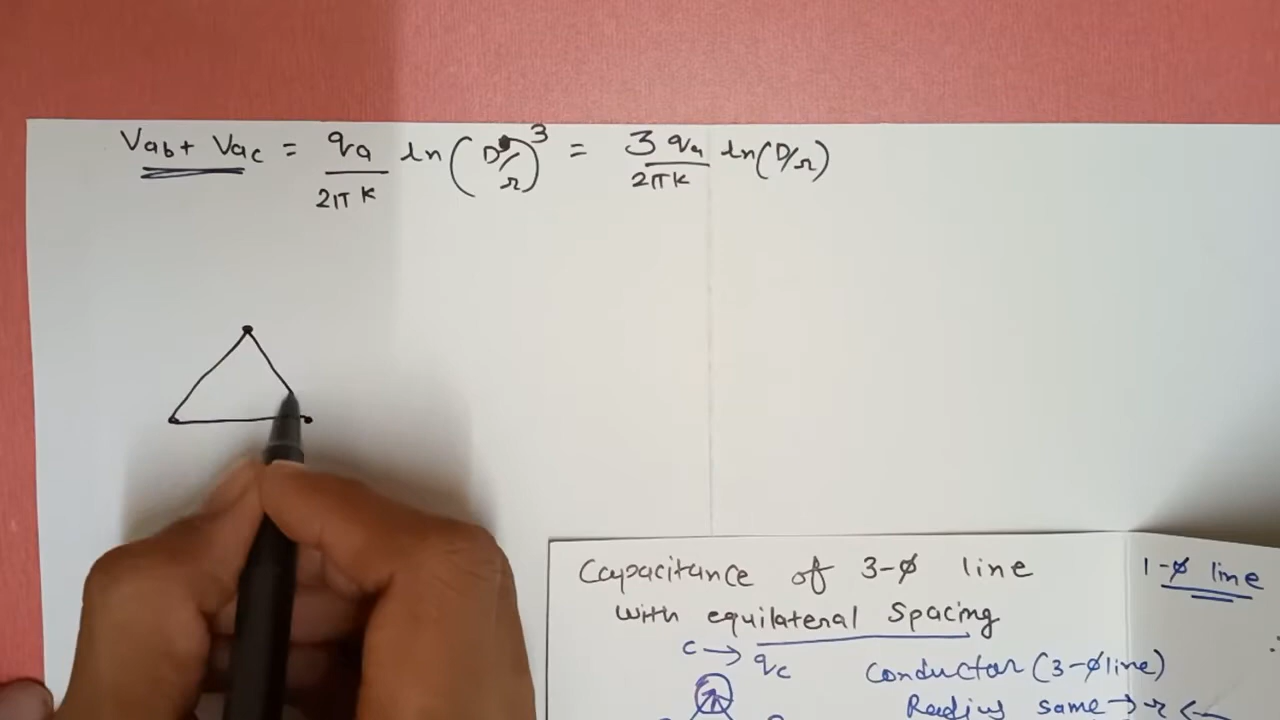 Vab + Vac = qa/2πk ln(D/r)³ = 3qa/2πk ln(D/r)
Capacitance of 3-φ line
with equilateral spacing
c → qc
Conductor (3-φ line)
Radius same → r ←
1-φ line